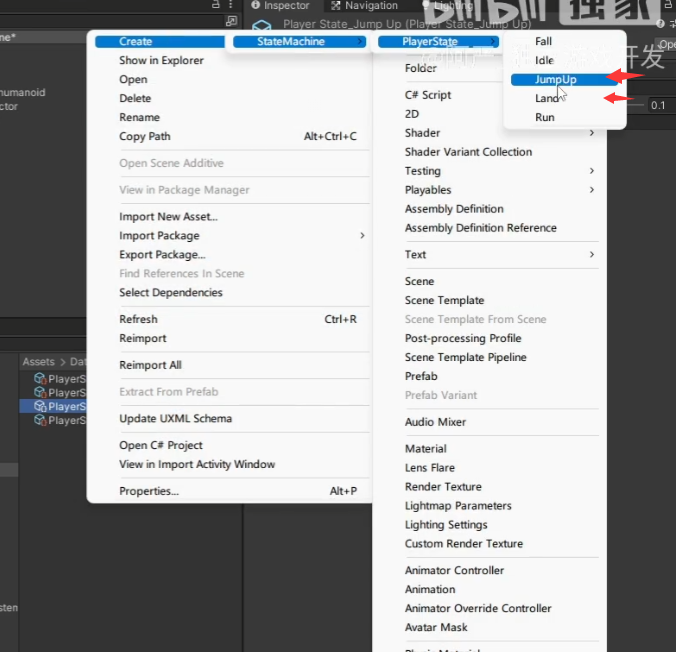 Inspector
Navigation
Lighting
Player State_Jump Up (Player State_Jump Up)
ne*
Ope
humanoid
ctor
0.1
Create
Show in Explorer
Open
Delete
Rename
Copy Path Alt+Ctrl+C
Open Scene Additive
View in Package Manager
Import New Asset...
Import Package
Export Package...
Find References In Scene
Select Dependencies
Refresh Ctrl+R
Reimport
Reimport All
Extract From Prefab
Update UXML Schema
Open C# Project
View in Import Activity Window
Properties... Alt+P
StateMachine
PlayerState
Folder
C# Script
2D
Shader
Shader Variant Collection
Testing
Playables
Assembly Definition
Assembly Definition Reference
Text
Scene
Scene Template
Scene Template From Scene
Post-processing Profile
Scene Template Pipeline
Prefab
Prefab Variant
Audio Mixer
Material
Lens Flare
Render Texture
Lightmap Parameters
Lighting Settings
Custom Render Texture
Animator Controller
Animation
Animator Override Controller
Avatar Mask
Fall
Idle
JumpUp
Land
Run
开发
独家
Assets > Dat
PlayerS
PlayerS
PlayerS
PlayerS
stem